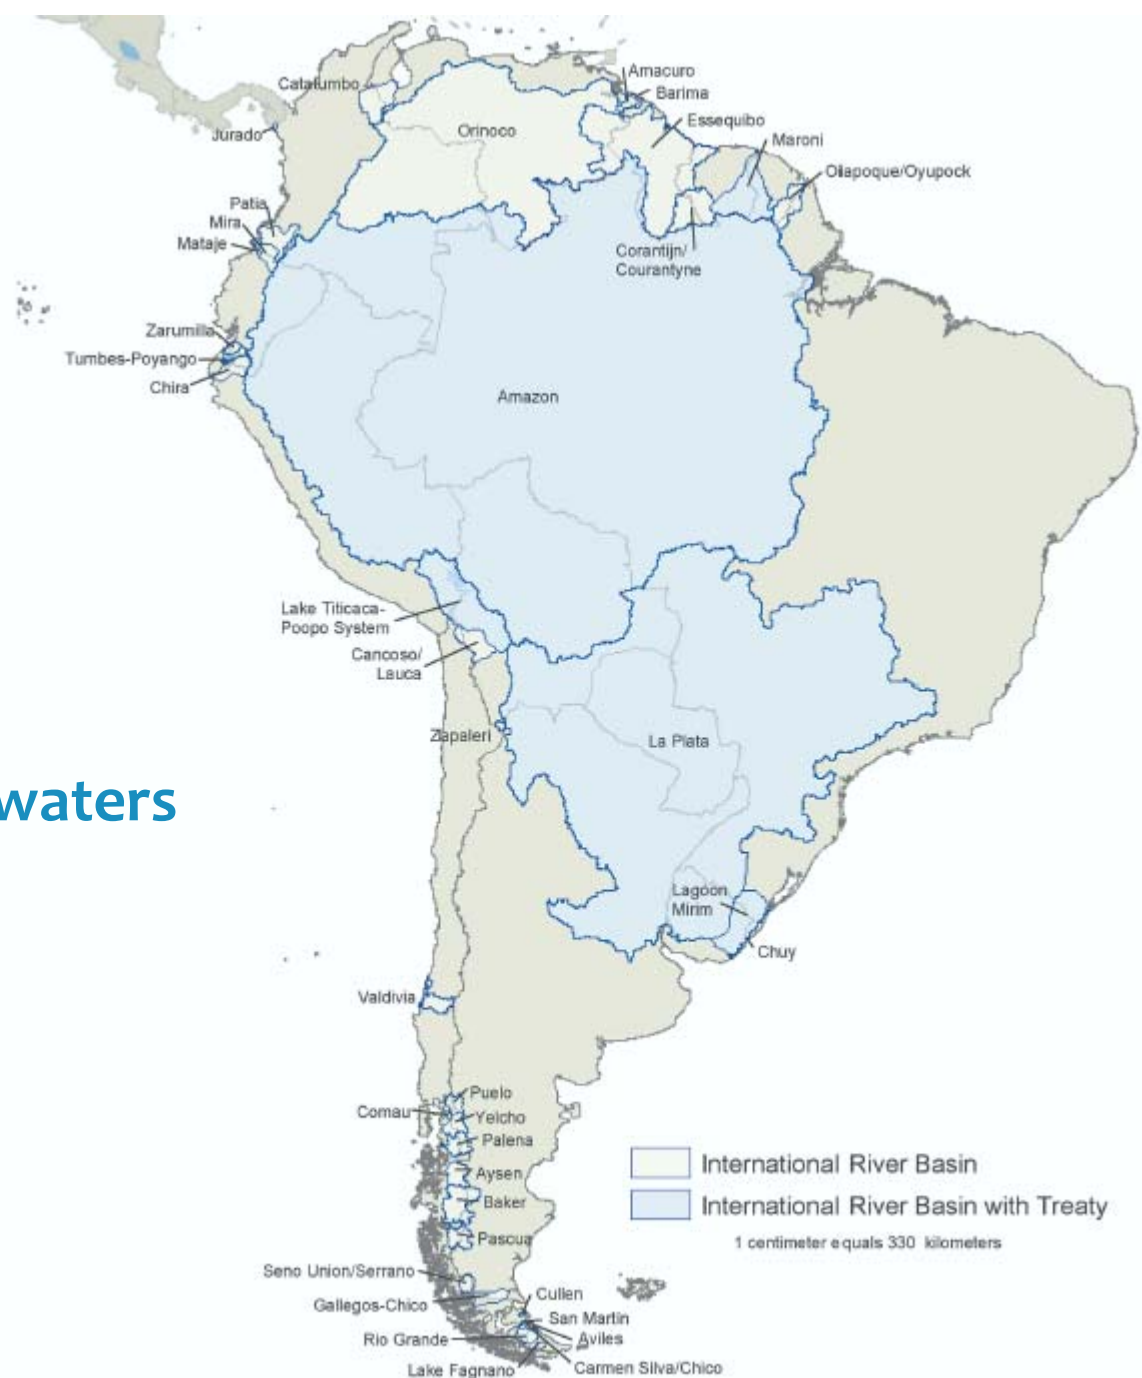 Amacuro
Barima
Catatumbo
Essequibo
Orinoco
Jurado
Maroni
Oiapoque/Oyupock
Patia
Mira
Mataje
Corantijn/
Courantyne
Zarumilla
Tumbes-Poyango
Chira
Amazon
Lake Titicaca-
Poopo System
Cancoso/
Lauca
Zapaleri
La Plata
waters
Lagoon
Mirim
Chuy
Valdivia
Puelo
Comau
Yelcho
Palena
Aysen
Baker
Pascua
International River Basin
International River Basin with Treaty
1 centimeter equals 330 kilometers
Seno Union/Serrano
Cullen
Gallegos-Chico
San Martin
Rio Grande
Aviles
Lake Fagnano
Carmen Silva/Chico